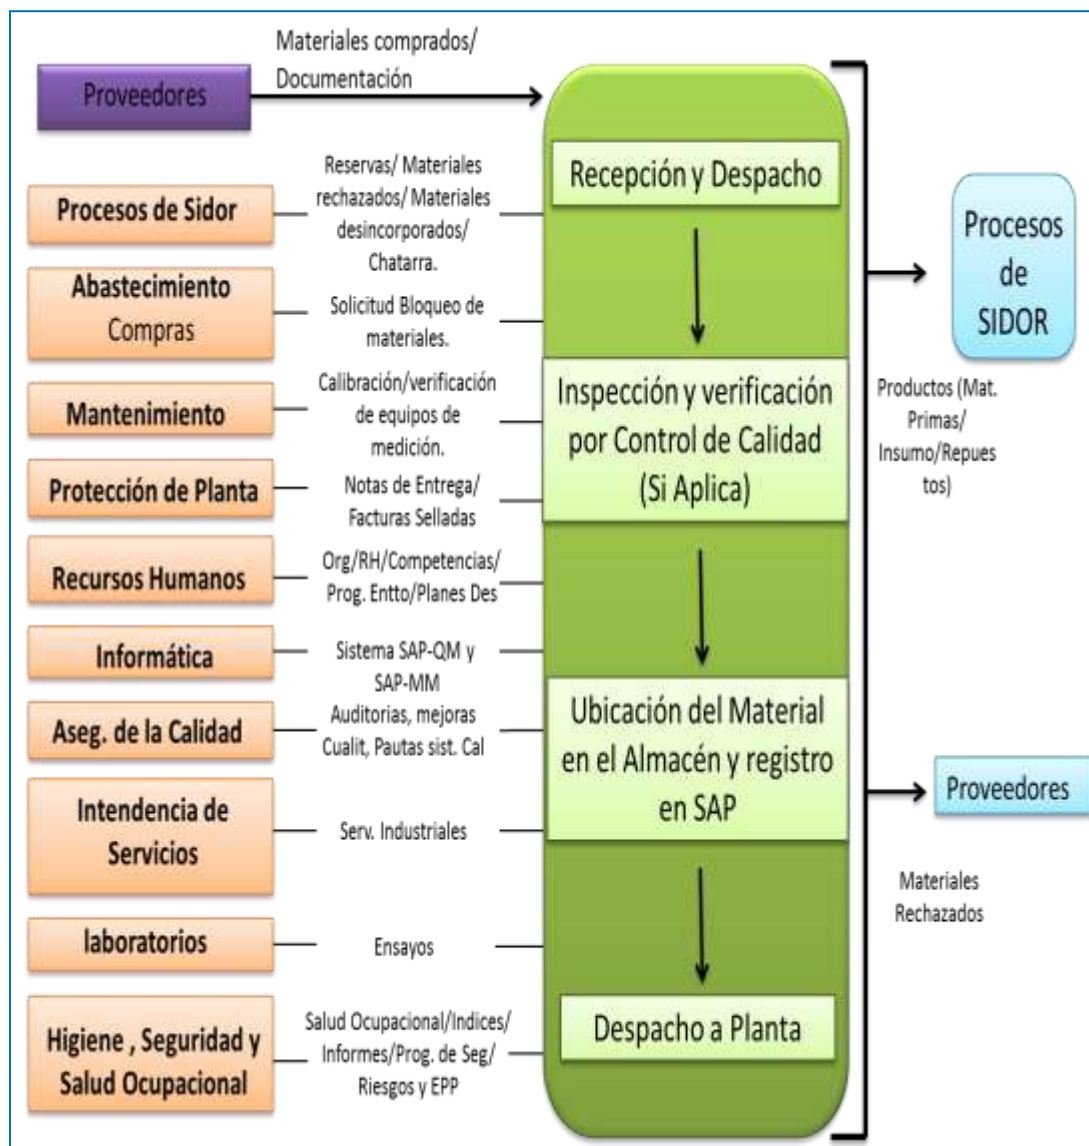 Materiales comprados/
Documentación
Proveedores
Recepción y Despacho
Reservas/ Materiales
rechazados/ Materiales
desincorporados/
Chatarra.
Procesos de Sidor
Procesos
de
SIDOR
Abastecimiento
Compras
Solicitud Bloqueo de
materiales.
Mantenimiento
Calibración/verificación
de equipos de
medición.
Inspección y verificación
por Control de Calidad
(Si Aplica)
Productos (Mat.
Primas/
Insumo/Repues
tos)
Protección de Planta
Notas de Entrega/
Facturas Selladas
Recursos Humanos
Org/RH/Competencias/
Prog. Entto/Planes Des
Informática
Sistema SAP-QM y
SAP-MM
Aseg. de la Calidad
Auditorias, mejoras
Cualit, Pautas sist. Cal
Ubicación del Material
en el Almacén y registro
en SAP
Intendencia de
Servicios
Serv. Industriales
Proveedores
Materiales
Rechazados
laboratorios
Ensayos
Higiene , Seguridad y
Salud Ocupacional
Salud Ocupacional/Indices/
Informes/Prog. de Seg/
Riesgos y EPP
Despacho a Planta